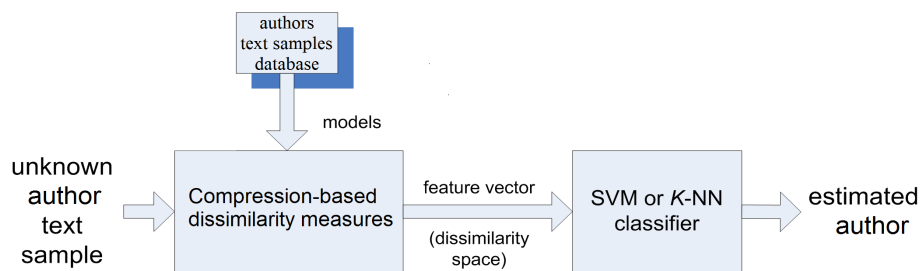 authors
text samples
database
models
unknown
author
text
sample
Compression-based
dissimilarity measures
feature vector
(dissimilarity
space)
SVM or K-NN
classifier
estimated
author